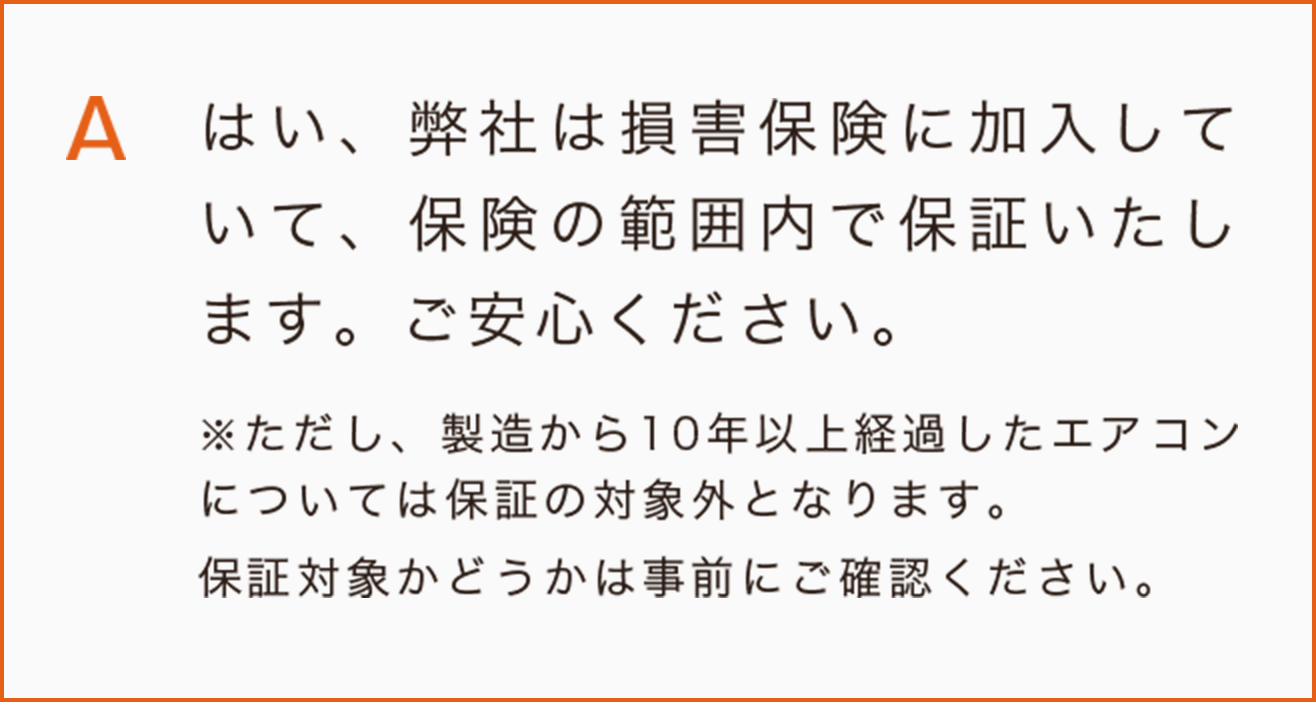 A
はい、弊社は損害保険に加入して
いて、保険の範囲内で保証いたし
ます。ご安心ください。
※ただし、製造から10年以上経過したエアコン
については保証の対象外となります。
保証対象かどうかは事前にご確認ください。